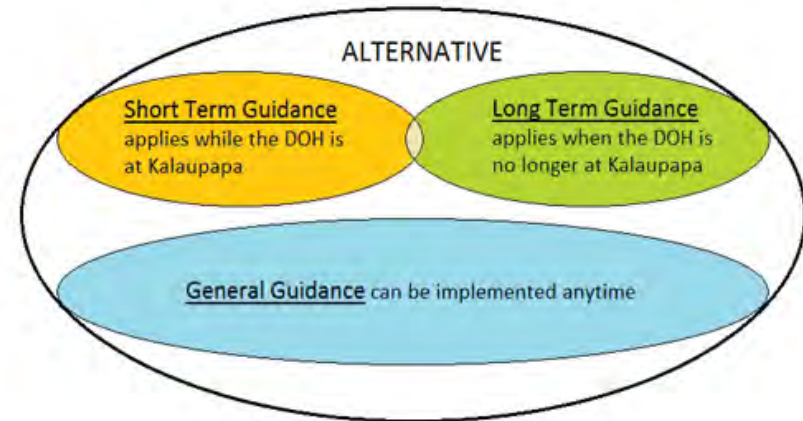 ALTERNATIVE
Short Term Guidance
applies while the DOH is
at Kalaupapa
Long Term Guidance
applies when the DOH is
no longer at Kalaupapa
General Guidance can be implemented anytime